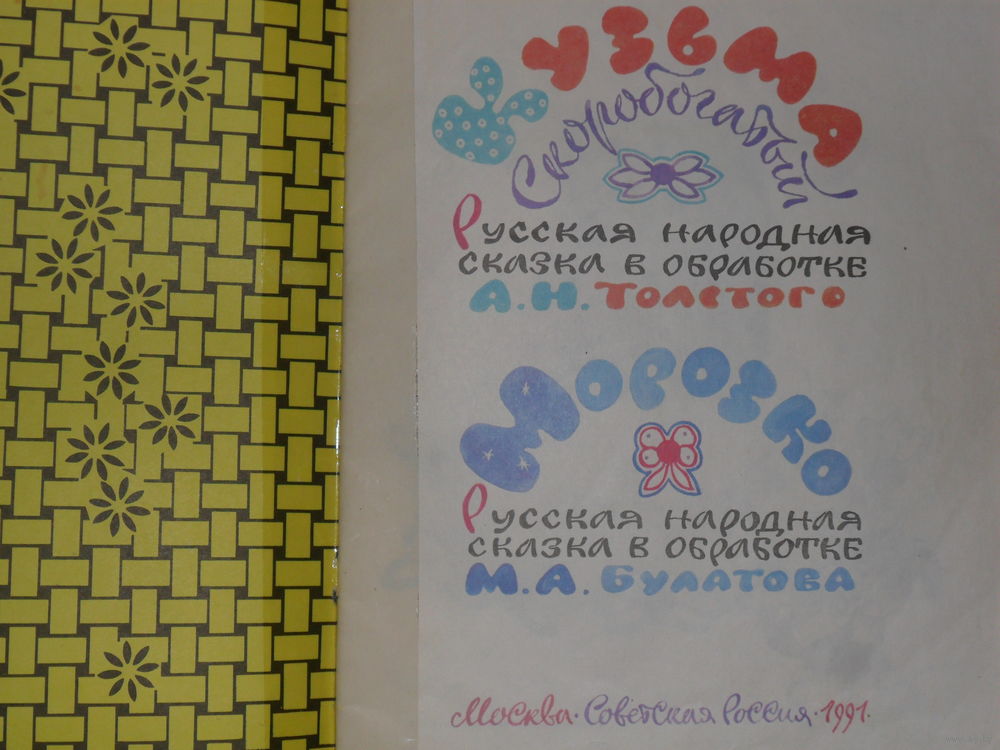 Кузьма
Скоробогатый
Русская народная
сказка в обработке
А.Н. Толстого
Морозко
Русская народная
сказка в обработке
М.А. Булатова
Москва · Советская Россия · 1991.